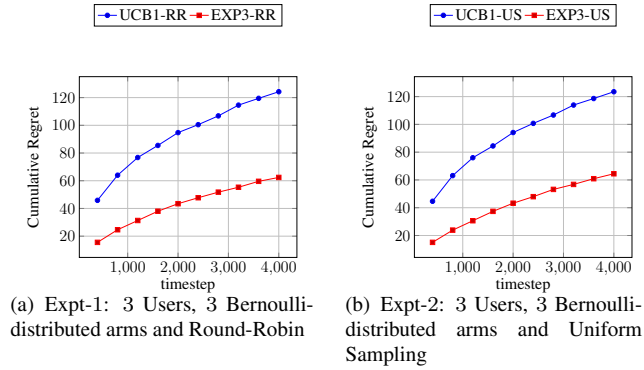 UCB1-RR EXP3-RR
120
100
80
60
40
20
Cumulative Regret
1,000 2,000 3,000 4,000
timestep
(a) Expt-1: 3 Users, 3 Bernoulli-
distributed arms and Round-Robin
UCB1-US EXP3-US
120
100
80
60
40
20
Cumulative Regret
1,000 2,000 3,000 4,000
timestep
(b) Expt-2: 3 Users, 3 Bernoulli-
distributed arms and Uniform
Sampling